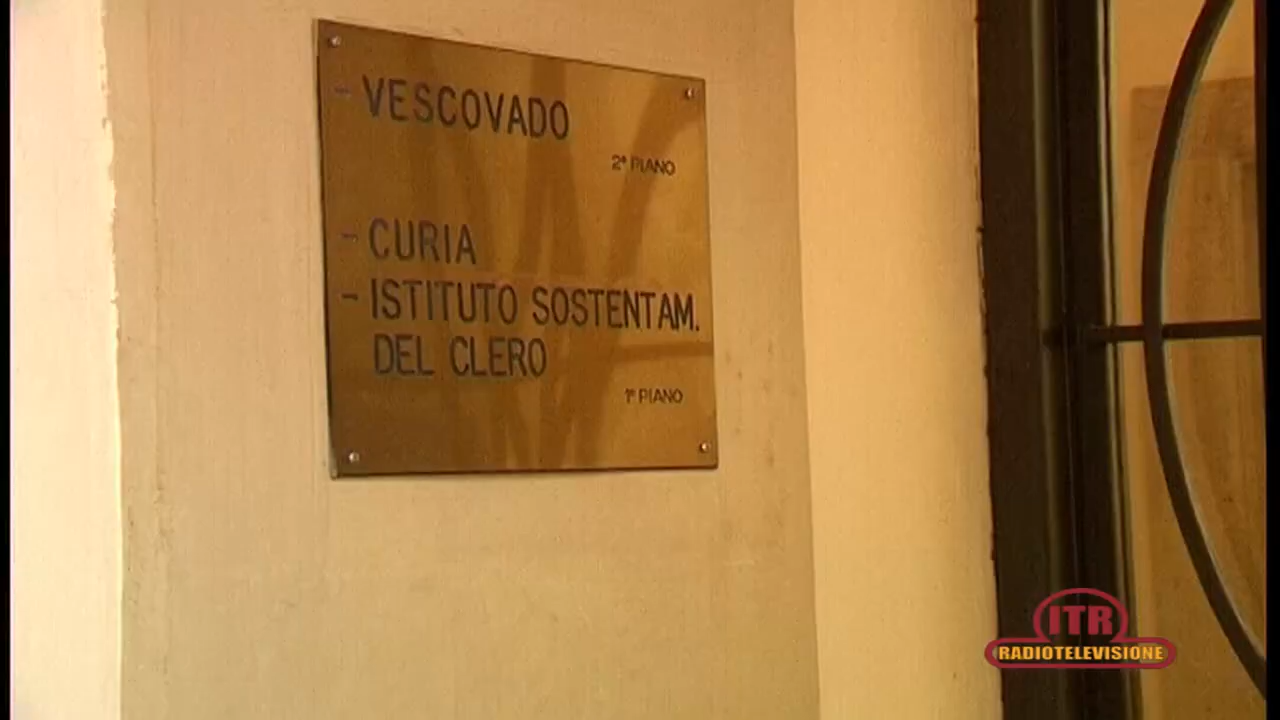 - VESCOVADO
2° PIANO
- CURIA
- ISTITUTO SOSTENTAM.
DEL CLERO
1° PIANO
ITR
RADIOTELEVISIONE